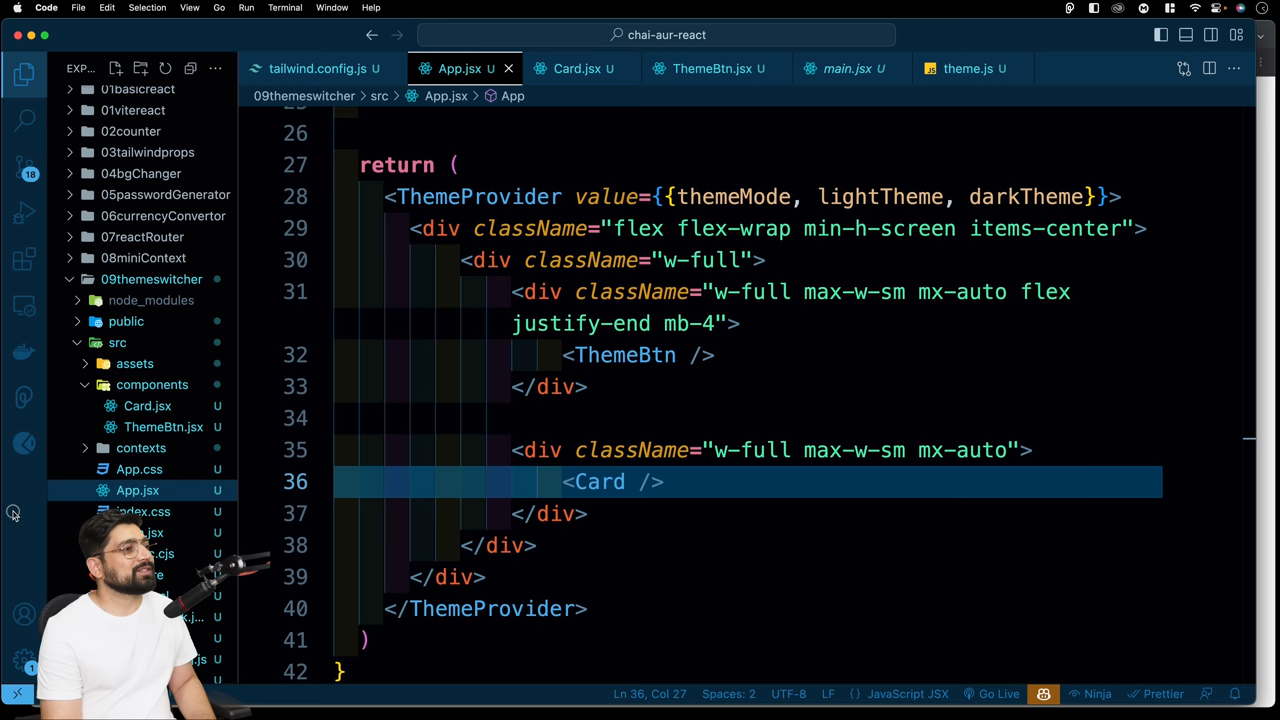 Code File Edit Selection View Go Run Terminal Window Help
chai-aur-react
EXP...
tailwind.config.js U
App.jsx U
Card.jsx U
ThemeBtn.jsx U
main.jsx U
JS theme.js U
09themeswitcher > src > App.jsx > App
01basicreact
01vitereact
02counter
03tailwindprops
04bgChanger
05passwordGenerator
06currencyConvertor
07reactRouter
08miniContext
09themeswitcher
node_modules
public
src
assets
components
Card.jsx U
ThemeBtn.jsx U
contexts
App.css U
App.jsx U
index.css U
18
1
25
26
27 return (
28 <ThemeProvider value={{themeMode, lightTheme, darkTheme}}>
29 <div className="flex flex-wrap min-h-screen items-center">
30 <div className="w-full">
31 <div className="w-full max-w-sm mx-auto flex
justify-end mb-4">
32 <ThemeBtn />
33 </div>
34
35 <div className="w-full max-w-sm mx-auto">
36 <Card />
37 </div>
38 </div>
39 </div>
40 </ThemeProvider>
41 )
42 }
Ln 36, Col 27 Spaces: 2 UTF-8 LF {} JavaScript JSX Go Live Ninja Prettier